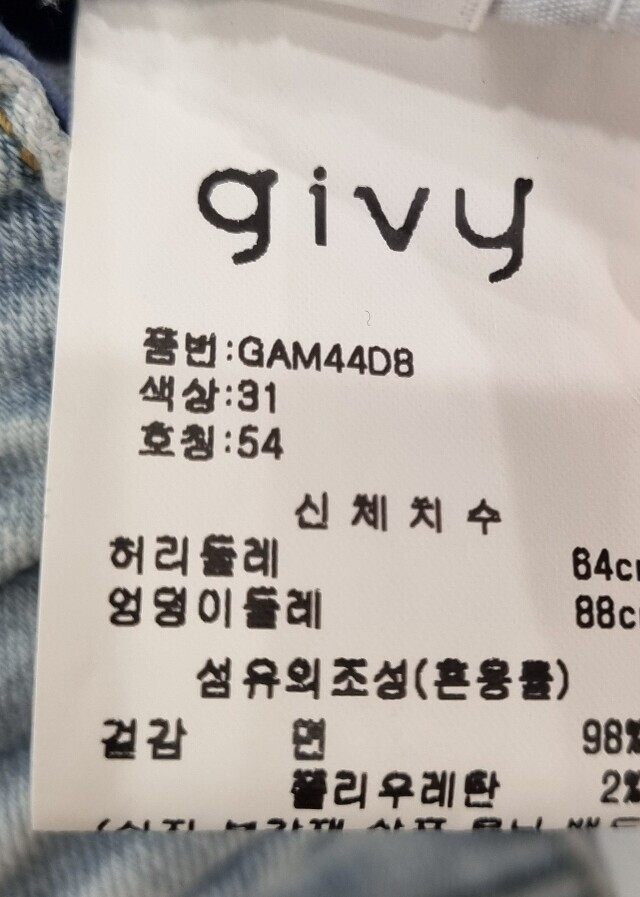 givy
품번:GAM44D8
색상:31
호칭:54
신 체 치 수
허리둘레 64c
엉덩이둘레 88c
섬유의조성(혼용률)
겉감 면 98%
폴리우레탄 2%